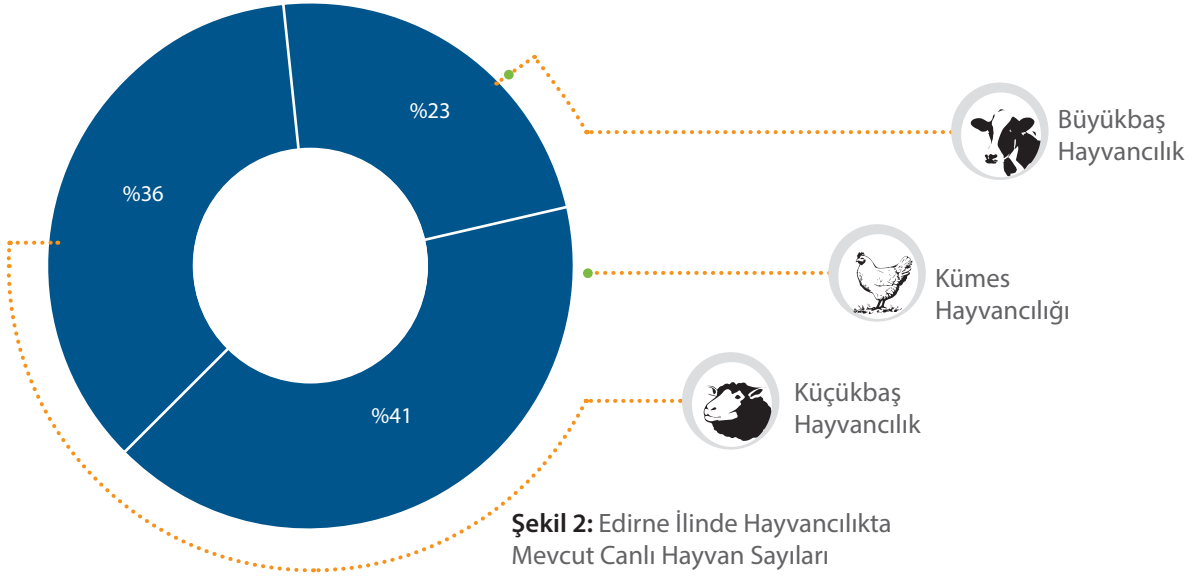 %23
%36
%41
Büyükbaş
Hayvancılık
Kümes
Hayvancılığı
Küçükbaş
Hayvancılık
Şekil 2: Edirne İlinde Hayvancılıkta
Mevcut Canlı Hayvan Sayıları